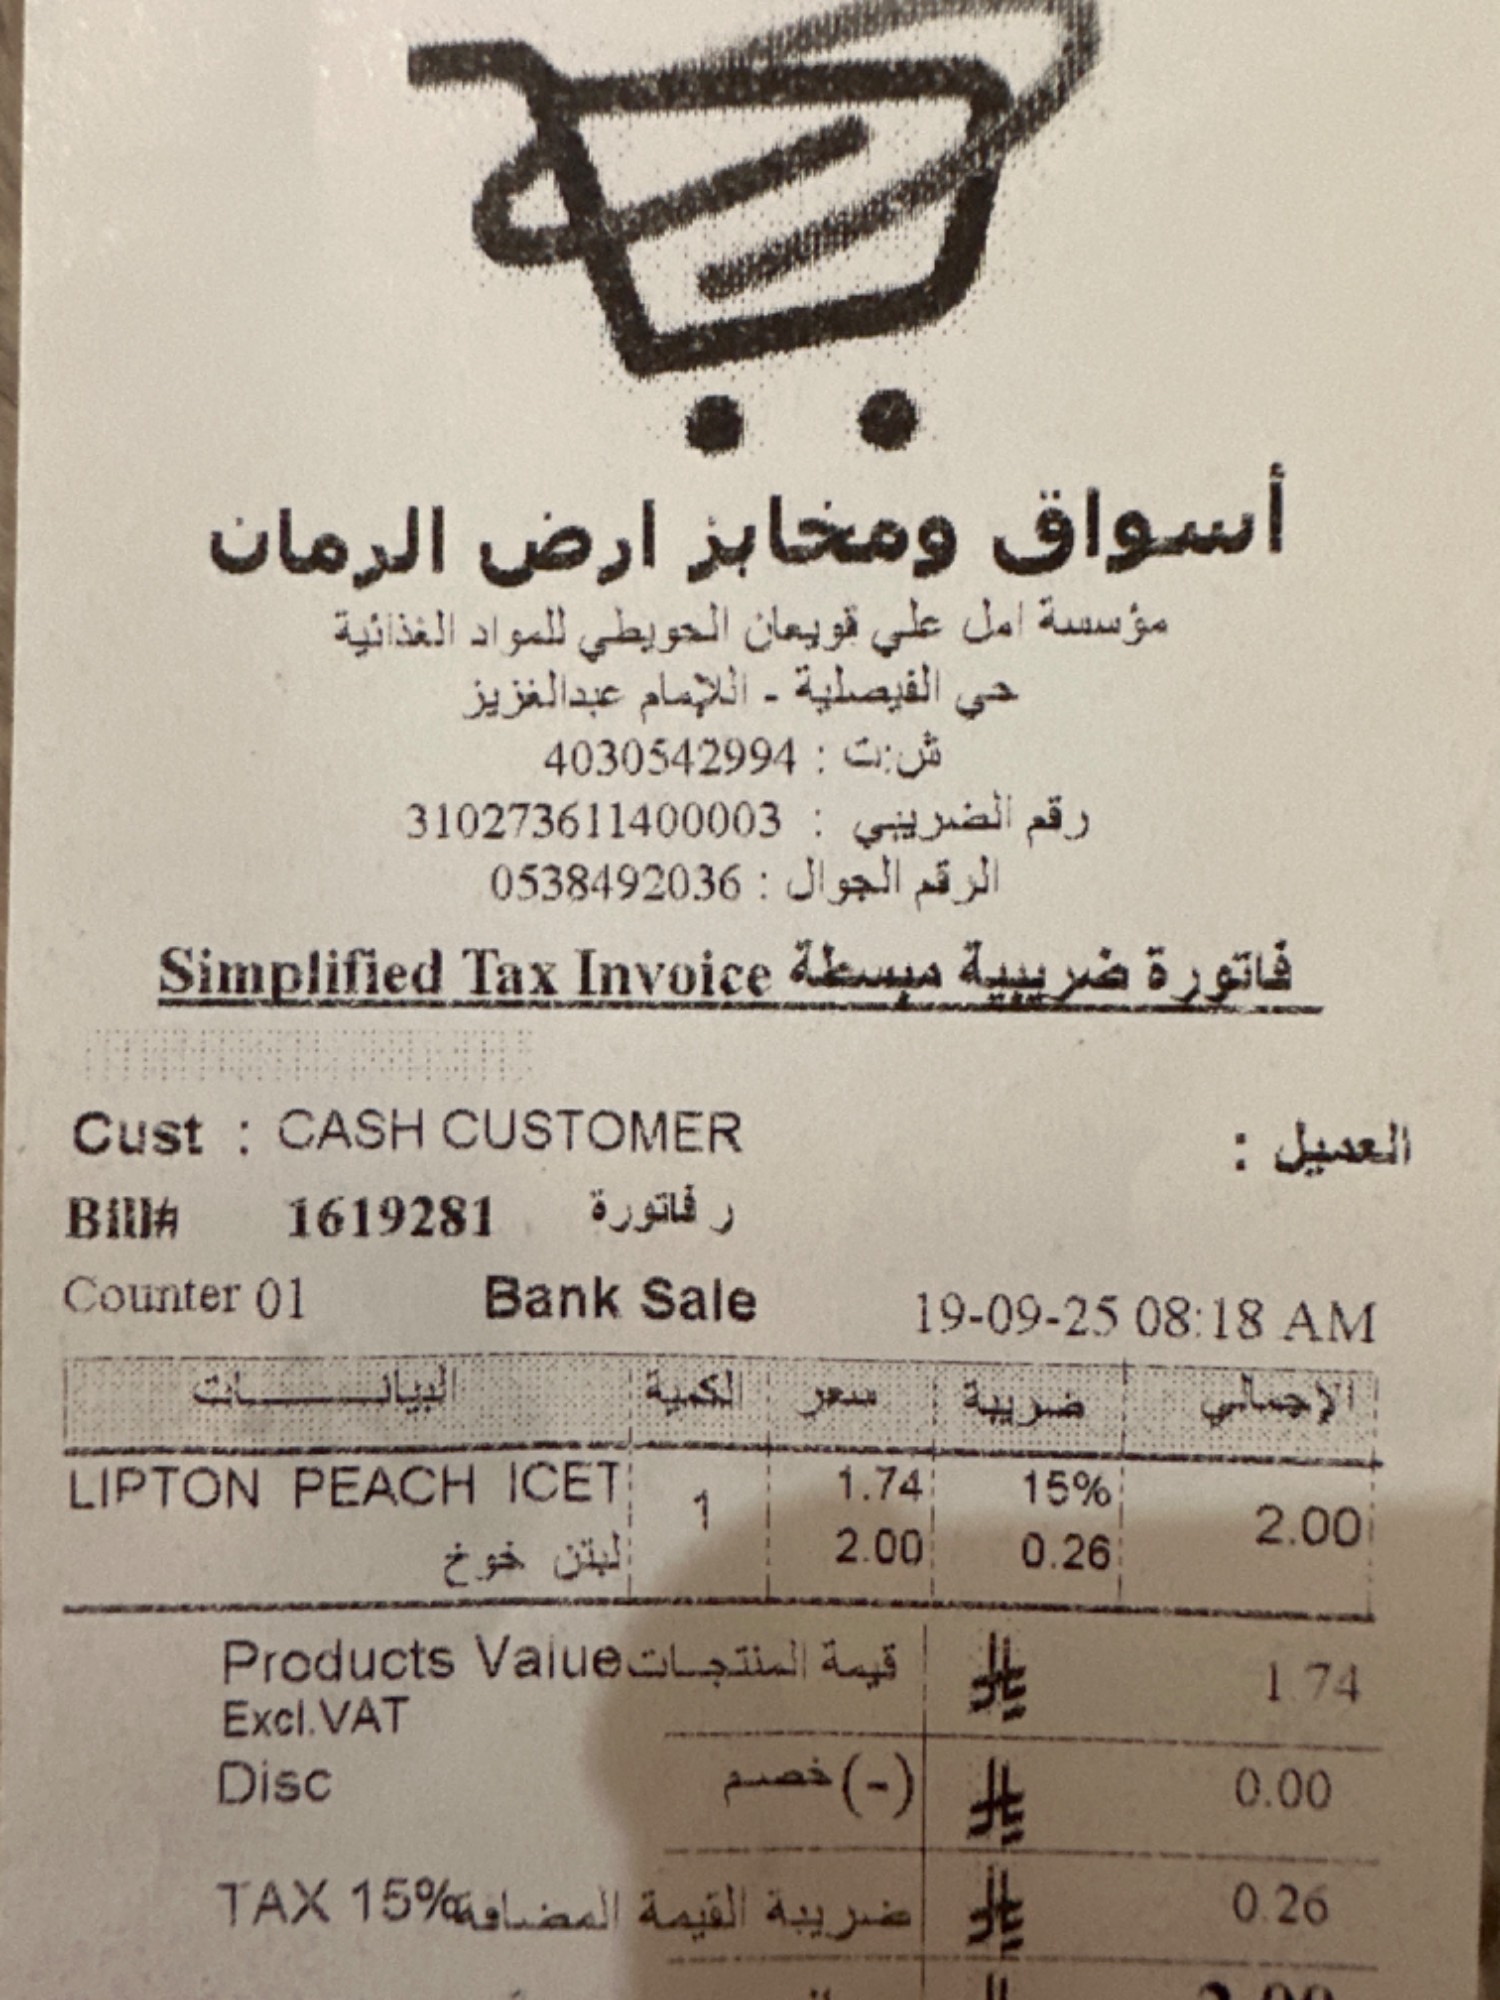 أسواق ومخابز ارض الرمان
مؤسسة امل علي قويعان الحويطي للمواد الغذائية
حي الفيصلية - اللإمام عبدالغزيز
ش:ت : 4030542994
رقم الضريبي : 310273611400003
الرقم الجوال : 0538492036
Simplified Tax Invoice فاتورة ضريبية مبسطة
Cust : CASH CUSTOMER العميل :
Bill# 1619281 ر فاتورة
Counter 01 Bank Sale 19-09-25 08:18 AM
البيانـــــــات الكمية سعر ضريبة الإجمالي
LIPTON PEACH ICET 1 1.74 15% 2.00
لبتن خوخ 2.00 0.26
Products Value قيمة المنتجات 1.74
Excl.VAT
Disc خصم (-) 0.00
TAX 15% ضريبة القيمة المضافة 0.26